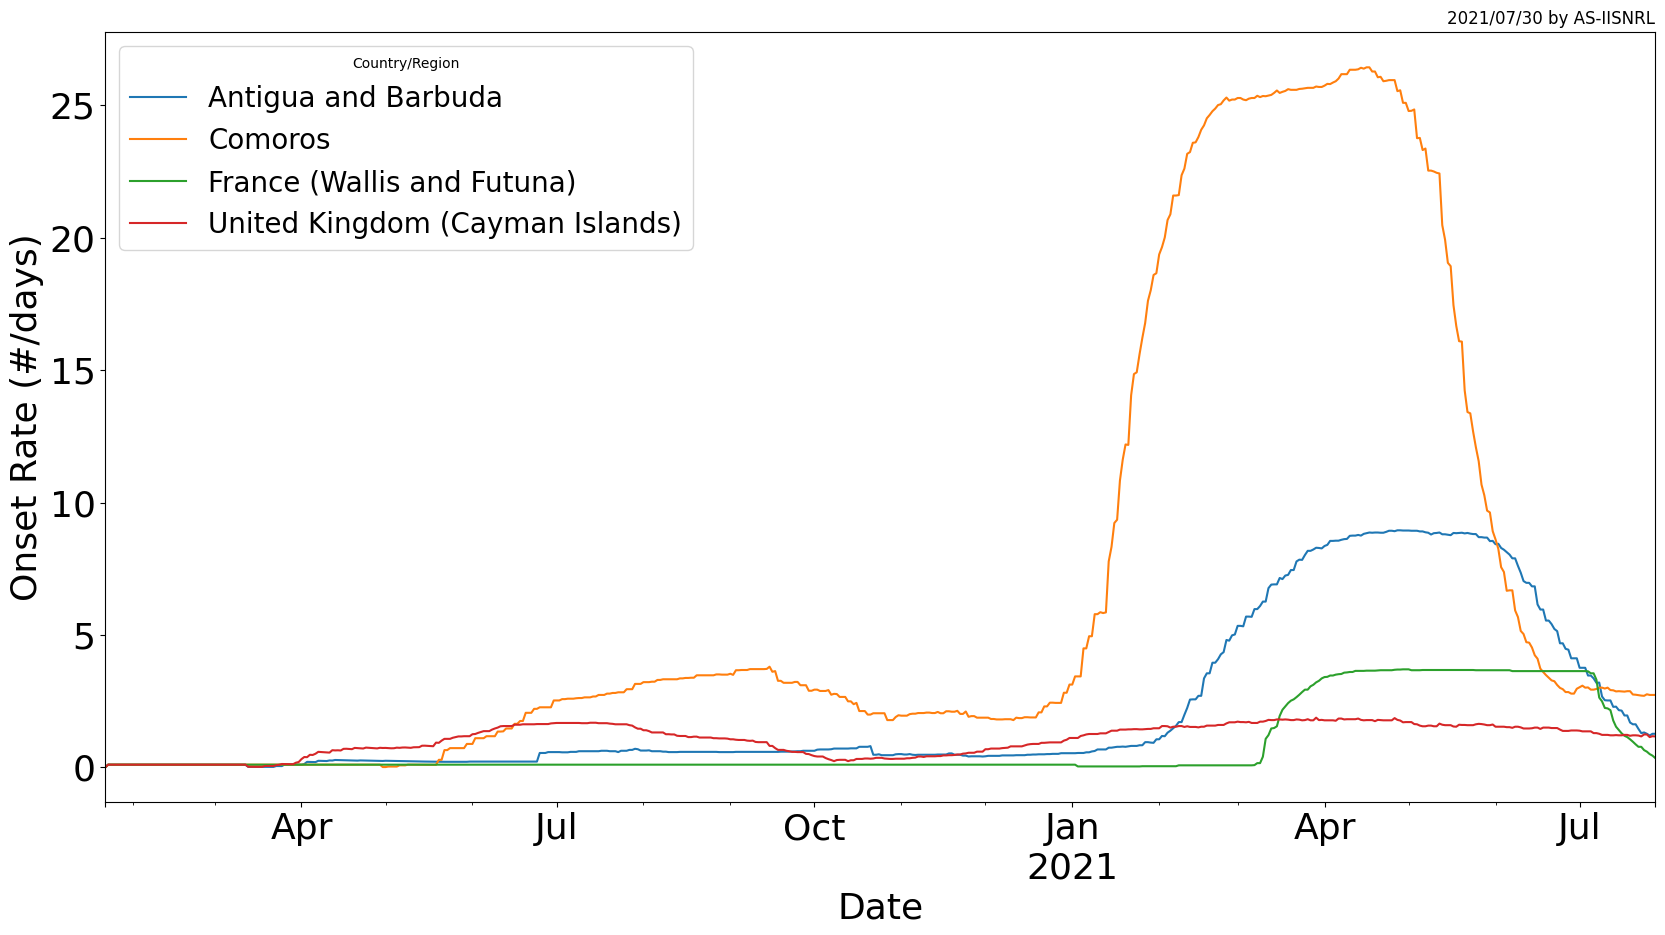 2021/07/30 by AS-IISNRL
Country/Region
Antigua and Barbuda
Comoros
France (Wallis and Futuna)
United Kingdom (Cayman Islands)
Onset Rate (#/days)
25
20
15
10
5
0
Apr Jul Oct Jan Apr Jul
2021
Date